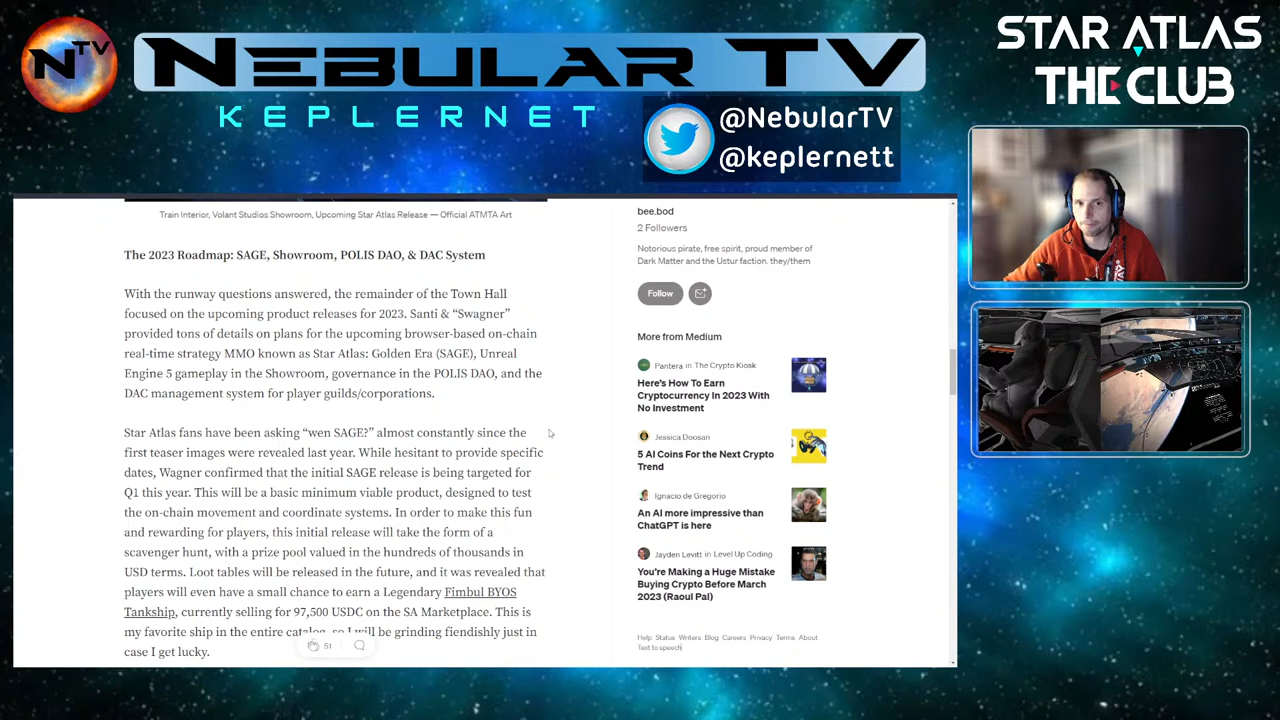 NTV
NEBULAR TV
KEPLERNET
@NebularTV
@keplernett
STAR ATLAS
THE CLUB
Train Interior, Volant Studios Showroom, Upcoming Star Atlas Release — Official ATMTA Art
The 2023 Roadmap: SAGE, Showroom, POLIS DAO, & DAC System
With the runway questions answered, the remainder of the Town Hall
focused on the upcoming product releases for 2023. Santi & “Swagner”
provided tons of details on plans for the upcoming browser-based on-chain
real-time strategy MMO known as Star Atlas: Golden Era (SAGE), Unreal
Engine 5 gameplay in the Showroom, governance in the POLIS DAO, and the
DAC management system for player guilds/corporations.
Star Atlas fans have been asking “wen SAGE?” almost constantly since the
first teaser images were revealed last year. While hesitant to provide specific
dates, Wagner confirmed that the initial SAGE release is being targeted for
Q1 this year. This will be a basic minimum viable product, designed to test
the on-chain movement and coordinate systems. In order to make this fun
and rewarding for players, this initial release will take the form of a
scavenger hunt, with a prize pool valued in the hundreds of thousands in
USD terms. Loot tables will be released in the future, and it was revealed that
players will even have a small chance to earn a Legendary Fimbul BYOS
Tankship, currently selling for 97,500 USDC on the SA Marketplace. This is
my favorite ship in the entire catalog, so I will be grinding fiendishly just in
case I get lucky.
51
bee.bod
2 Followers
Notorious pirate, free spirit, proud member of
Dark Matter and the Ustur faction. they/them
Follow
More from Medium
Pantera in The Crypto Kiosk
Here's How To Earn
Cryptocurrency In 2023 With
No Investment
Jessica Doosan
5 AI Coins For the Next Crypto
Trend
Ignacio de Gregorio
An AI more impressive than
ChatGPT is here
Jayden Levitt in Level Up Coding
You're Making a Huge Mistake
Buying Crypto Before March
2023 (Raoul Pal)
Help Status Writers Blog Careers Privacy Terms About
Text to speech